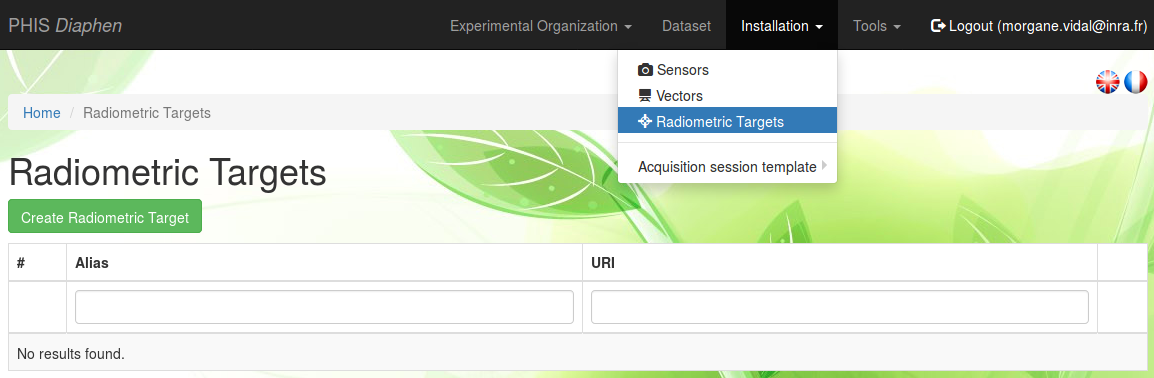 PHIS Diaphen Experimental Organization Dataset Installation Tools Logout (morgane.vidal@inra.fr)
Sensors
Vectors
Radiometric Targets
Acquisition session template
Home / Radiometric Targets
Radiometric Targets
Create Radiometric Target
# Alias URI
No results found.